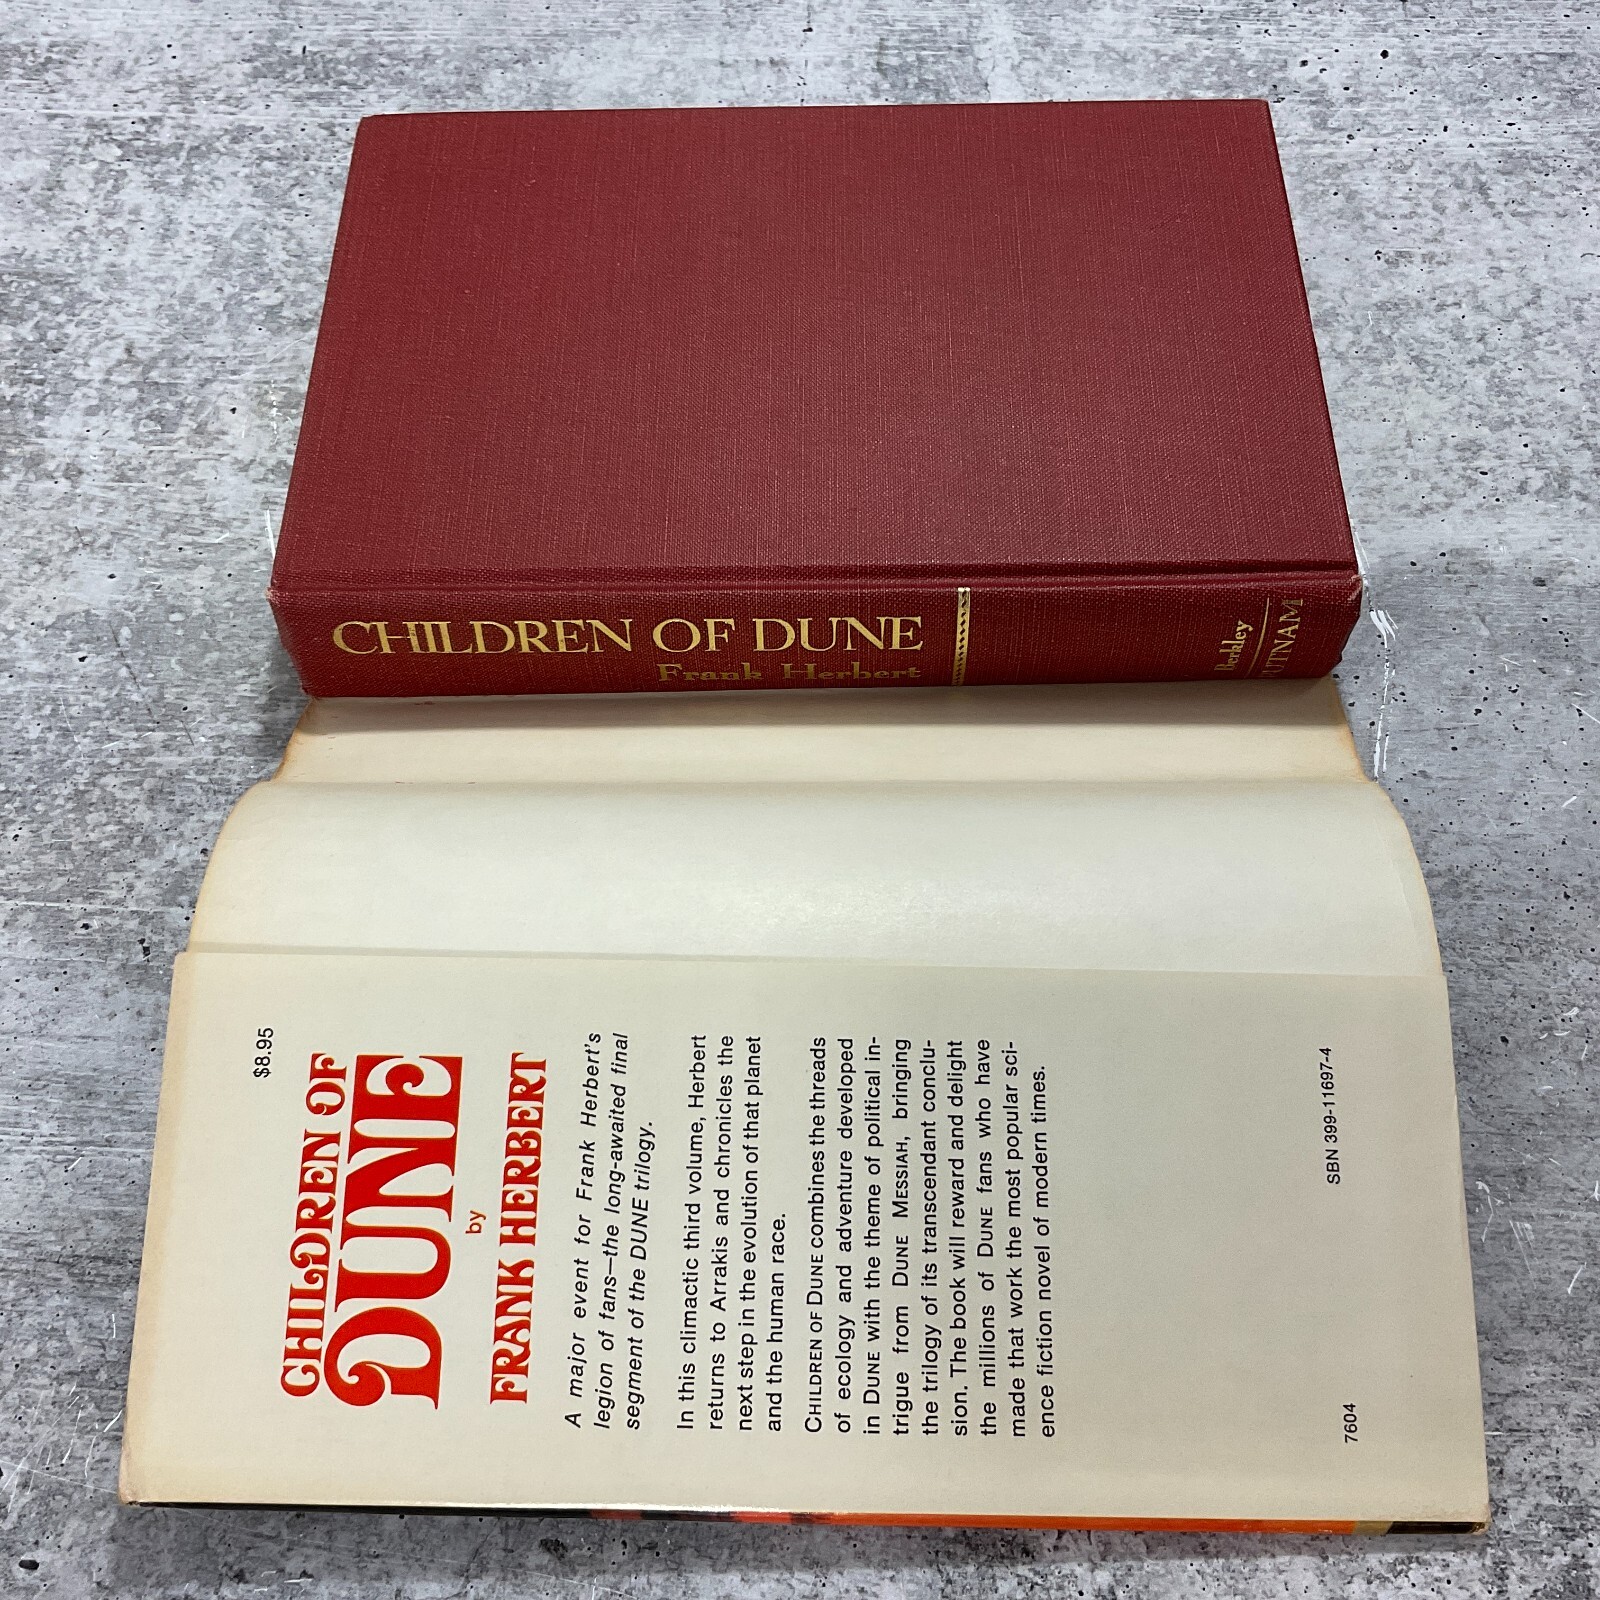 CHILDREN OF DUNE
Frank Herbert
Berkley
PUTNAM
$8.95
CHILDREN OF
DUNE
by
FRANK HERBERT
A major event for Frank Herbert's
legion of fans—the long-awaited final
segment of the DUNE trilogy.
In this climactic third volume, Herbert
returns to Arrakis and chronicles the
next step in the evolution of that planet
and the human race.
CHILDREN OF DUNE combines the threads
of ecology and adventure developed
in DUNE with the theme of political in-
trigue from DUNE MESSIAH, bringing
the trilogy of its transcendant conclu-
sion. The book will reward and delight
the millions of DUNE fans who have
made that work the most popular sci-
ence fiction novel of modern times.
7604
SBN 399-11697-4